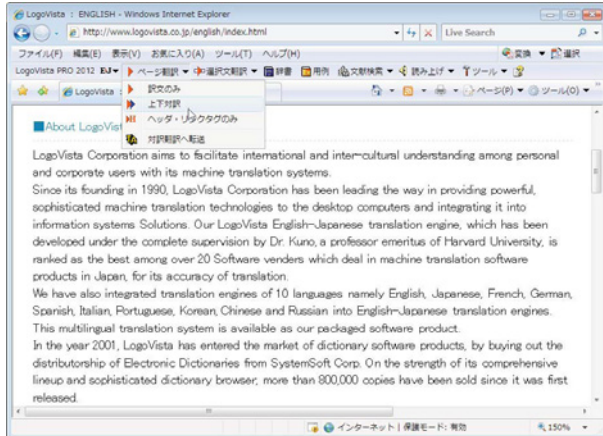 LogoVista : ENGLISH - Windows Internet Explorer
http://www.logovista.co.jp/english/index.html
Live Search
ファイル(F) 編集(E) 表示(V) お気に入り(A) ツール(T) ヘルプ(H)
変換 選択
LogoVista PRO 2012 EJ ページ翻訳 選択文翻訳 辞書 用例 文献検索 読み上げ ツール
LogoVista :
ページ(P) ツール(O)
訳文のみ
上下対訳
ヘッダ・リンクタグのみ
対訳翻訳へ転送
About LogoVist
LogoVista Corporation aims to facilitate international and inter-cultural understanding among personal
and corporate users with its machine translation systems.
Since its founding in 1990, LogoVista Corporation has been leading the way in providing powerful,
sophisticated machine translation technologies to the desktop computers and integrating it into
information systems Solutions. Our LogoVista English-Japanese translation engine, which has been
developed under the complete supervision by Dr. Kuno, a professor emeritus of Harvard University, is
ranked as the best among over 20 Software venders which deal in machine translation software
products in Japan, for its accuracy of translation.
We have also integrated translation engines of 10 languages namely English, Japanese, French, German,
Spanish, Italian, Portuguese, Korean, Chinese and Russian into English-Japanese translation engines.
This multilingual translation system is available as our packaged software product.
In the year 2001, LogoVista has entered the market of dictionary software products, by buying out the
distributorship of Electronic Dictionaries from SystemSoft Corp. On the strength of its comprehensive
lineup and sophisticated dictionary browser, more than 800,000 copies have been sold since it was first
released.
インターネット | 保護モード: 無効
150%